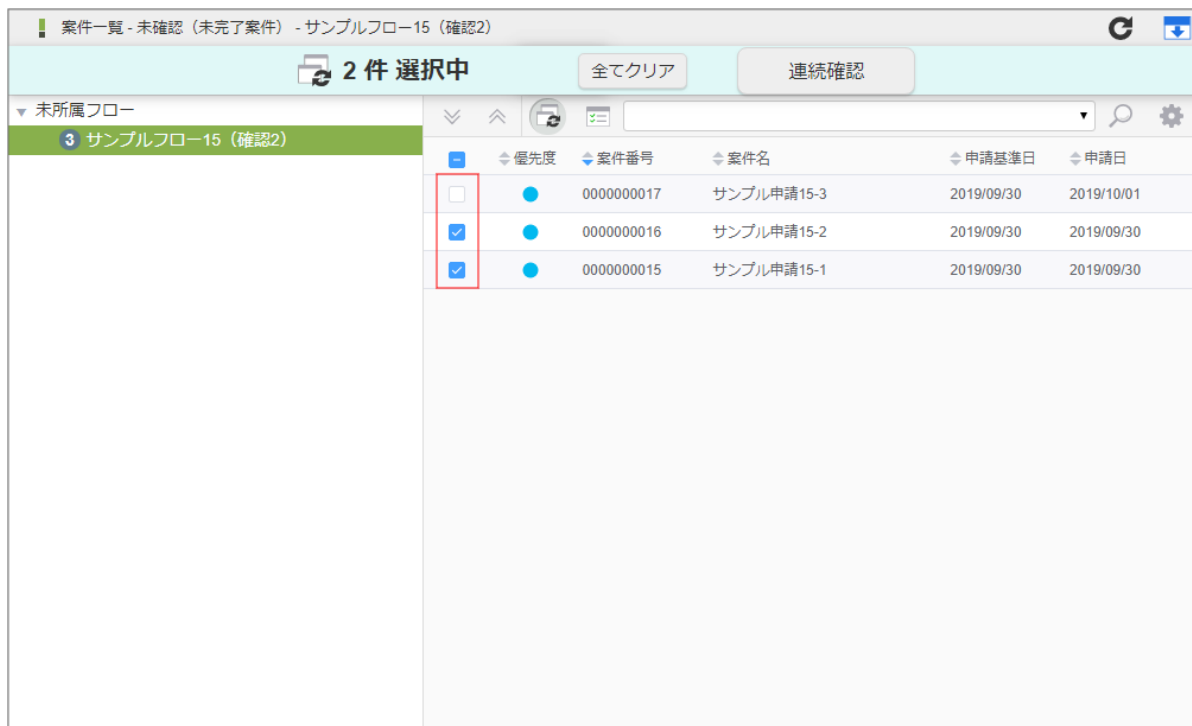 案件一覧 - 未確認（未完了案件） - サンプルフロー15（確認2）
2 件 選択中 全てクリア 連続確認
未所属フロー
3 サンプルフロー15（確認2）
優先度 案件番号 案件名 申請基準日 申請日
0000000017 サンプル申請15-3 2019/09/30 2019/10/01
0000000016 サンプル申請15-2 2019/09/30 2019/09/30
0000000015 サンプル申請15-1 2019/09/30 2019/09/30